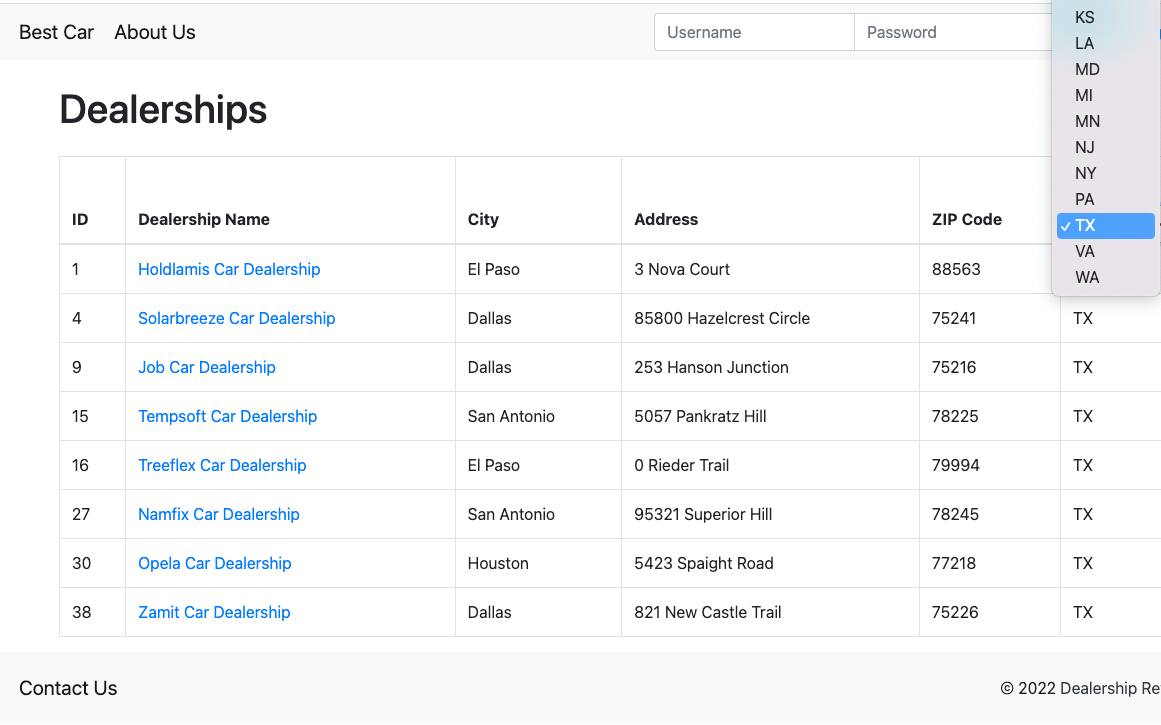 Best Car About Us Username Password
KS
LA
MD
MI
MN
NJ
NY
PA
✓ TX
VA
WA
Dealerships
ID Dealership Name City Address ZIP Code
1 Holdlamis Car Dealership El Paso 3 Nova Court 88563
4 Solarbreeze Car Dealership Dallas 85800 Hazelcrest Circle 75241 TX
9 Job Car Dealership Dallas 253 Hanson Junction 75216 TX
15 Tempsoft Car Dealership San Antonio 5057 Pankratz Hill 78225 TX
16 Treeflex Car Dealership El Paso 0 Rieder Trail 79994 TX
27 Namfix Car Dealership San Antonio 95321 Superior Hill 78245 TX
30 Opela Car Dealership Houston 5423 Spaight Road 77218 TX
38 Zamit Car Dealership Dallas 821 New Castle Trail 75226 TX
Contact Us © 2022 Dealership Re